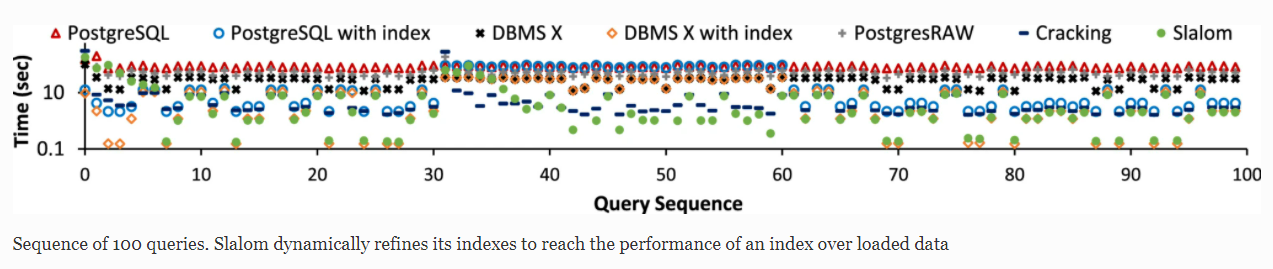 PostgreSQL PostgreSQL with index DBMS X DBMS X with index PostgresRAW Cracking Slalom
Time (sec)
10
0.1
0 10 20 30 40 50 60 70 80 90 100
Query Sequence
Sequence of 100 queries. Slalom dynamically refines its indexes to reach the performance of an index over loaded data